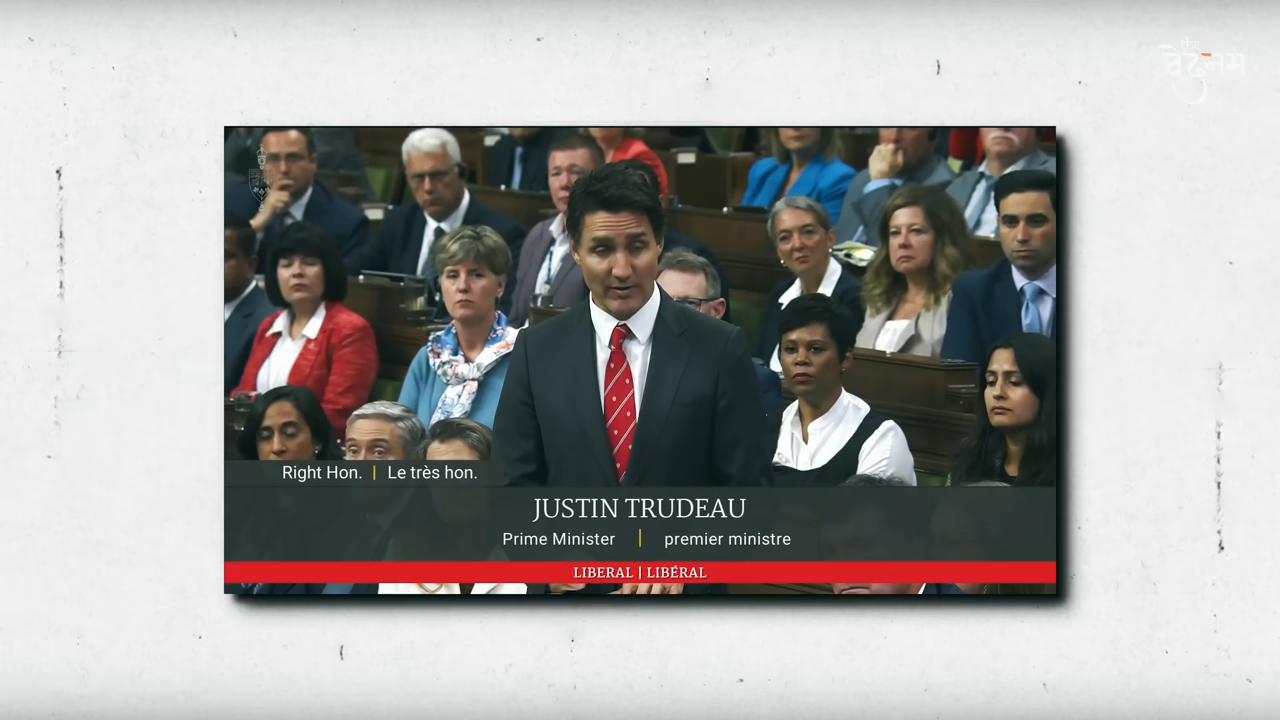 Right Hon. | Le très hon.
JUSTIN TRUDEAU
Prime Minister | premier ministre
LIBERAL | LIBÉRAL